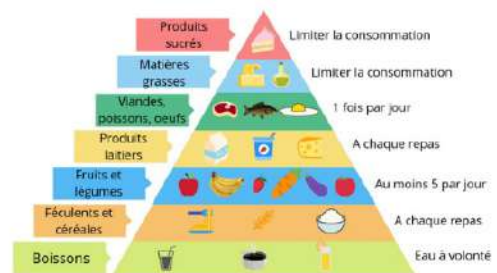 Produits
sucrés
Limiter la consommation
Matières
grasses
Limiter la consommation
Viandes,
poissons, oeufs
1 fois par jour
Produits
laitiers
A chaque repas
Fruits et
légumes
Au moins 5 par jour
Féculents et
céréales
A chaque repas
Boissons
Eau à volonté